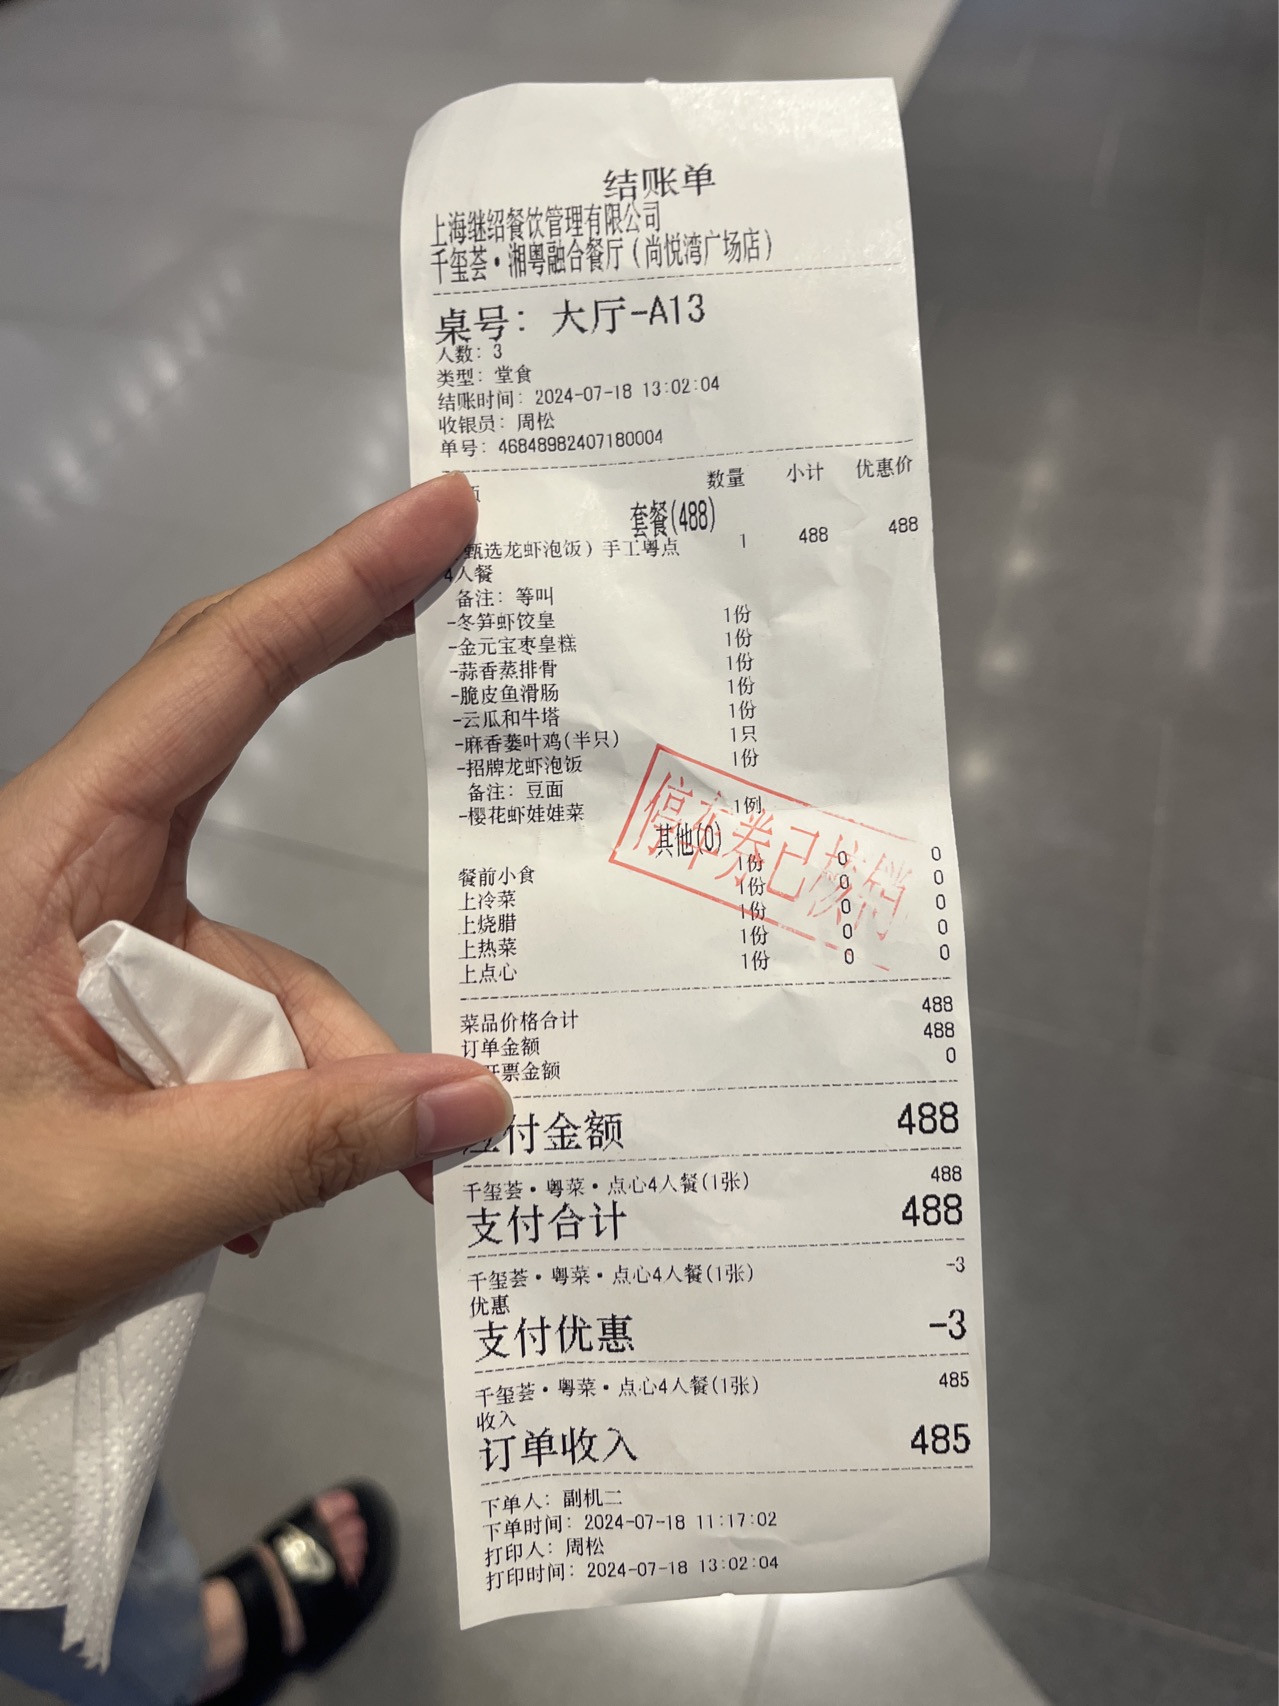 结账单
上海继绍餐饮管理有限公司
千玺荟·湘粤融合餐厅(尚悦湾广场店)
桌号: 大厅-A13
人数: 3
类型: 堂食
结账时间: 2024-07-18 13:02:04
收银员: 周松
单号: 46848982407180004
数量 小计 优惠价
套餐(488)
甄选龙虾泡饭)手工粤点 1 488 488
4人餐
备注: 等叫
-冬笋虾饺皇 1份
-金元宝枣皇糕 1份
-蒜香蒸排骨 1份
-脆皮鱼滑肠 1份
-云瓜和牛塔 1份
-麻香蒌叶鸡(半只) 1只
-招牌龙虾泡饭 1份
备注: 豆面
-樱花虾娃娃菜 1例
停车券已核销
其他(0)
餐前小食 1份 0 0
上冷菜 1份 0 0
上烧腊 1份 0 0
上热菜 1份 0 0
上点心 1份 0 0
菜品价格合计 488
订单金额 488
开票金额 0
应付金额 488
千玺荟·粤菜·点心4人餐(1张) 488
支付合计 488
千玺荟·粤菜·点心4人餐(1张) -3
优惠
支付优惠 -3
千玺荟·粤菜·点心4人餐(1张) 485
收入
订单收入 485
下单人: 副机二
下单时间: 2024-07-18 11:17:02
打印人: 周松
打印时间: 2024-07-18 13:02:04